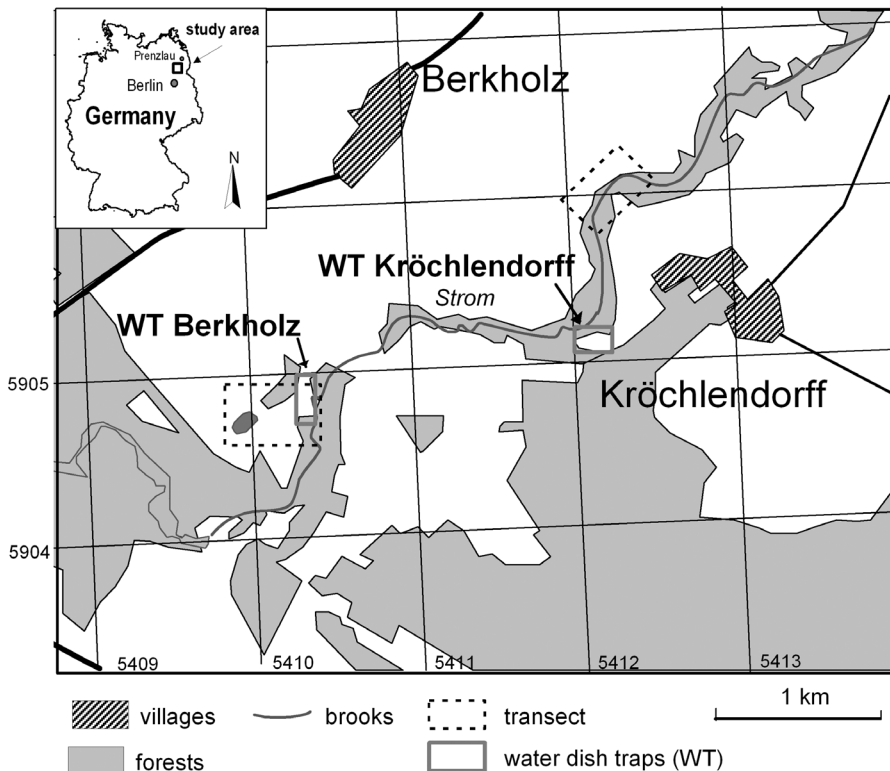 study area
Prenzlau
Berlin
Germany
N
Berkholz
WT Kröchlendorff
Strom
WT Berkholz
5905
Kröchlendorff
5904
5409
5410
5411
5412
5413
villages
brooks
transect
1 km
forests
water dish traps (WT)